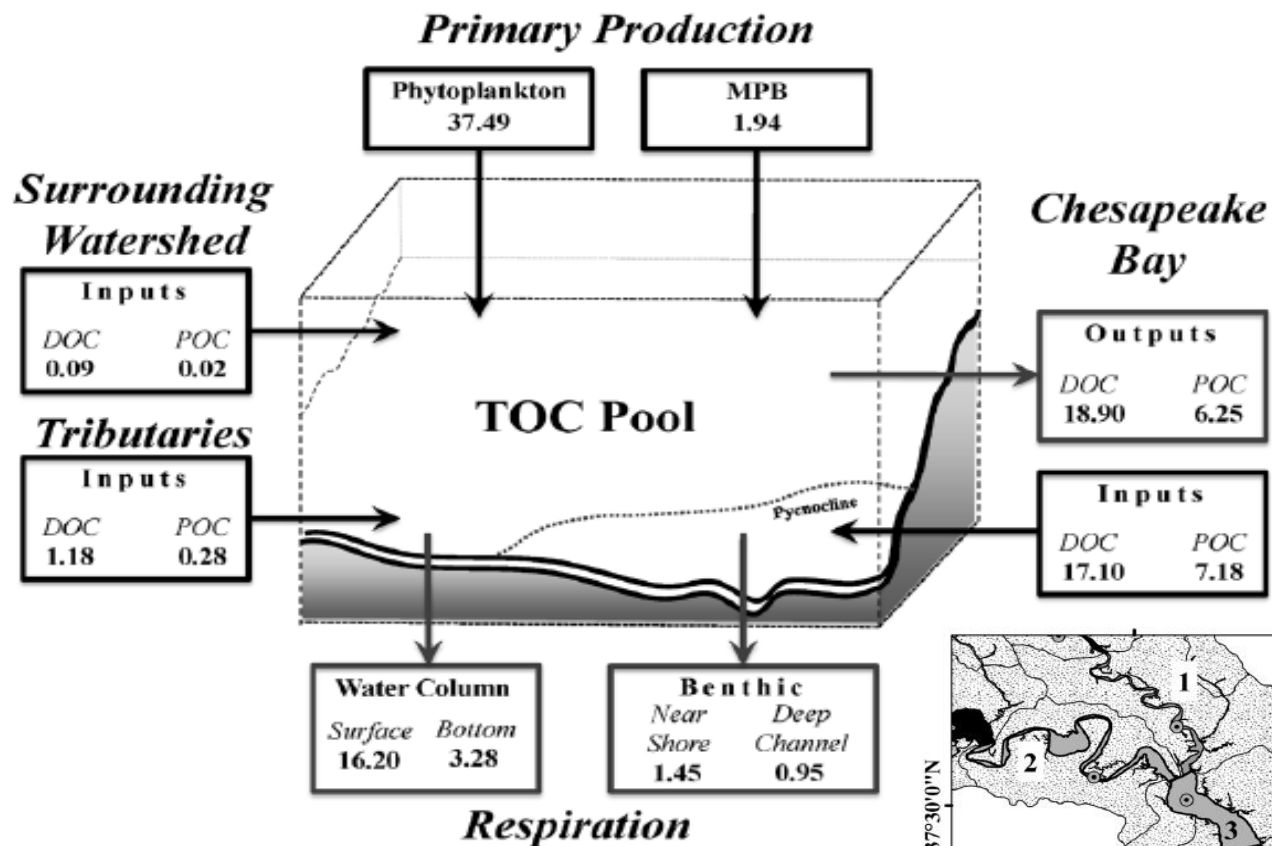 Primary Production
Phytoplankton
37.49
MPB
1.94
Surrounding
Watershed
Inputs
DOC POC
0.09 0.02
Tributaries
Inputs
DOC POC
1.18 0.28
TOC Pool
Pycnocline
Chesapeake
Bay
Outputs
DOC POC
18.90 6.25
Inputs
DOC POC
17.10 7.18
Water Column
Surface Bottom
16.20 3.28
Benthic
Near Deep
Shore Channel
1.45 0.95
Respiration
1
2
3
37°30'0"N